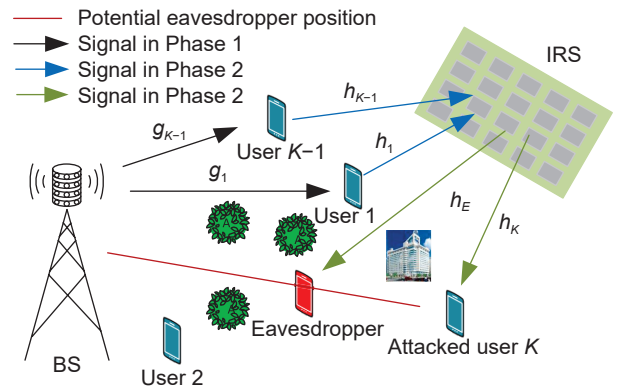 Potential eavesdropper position
Signal in Phase 1
Signal in Phase 2
Signal in Phase 2
IRS
h_{K−1}
g_{K−1}
User K−1
h_1
g_1
User 1
h_E
h_K
Eavesdropper
Attacked user K
BS
User 2